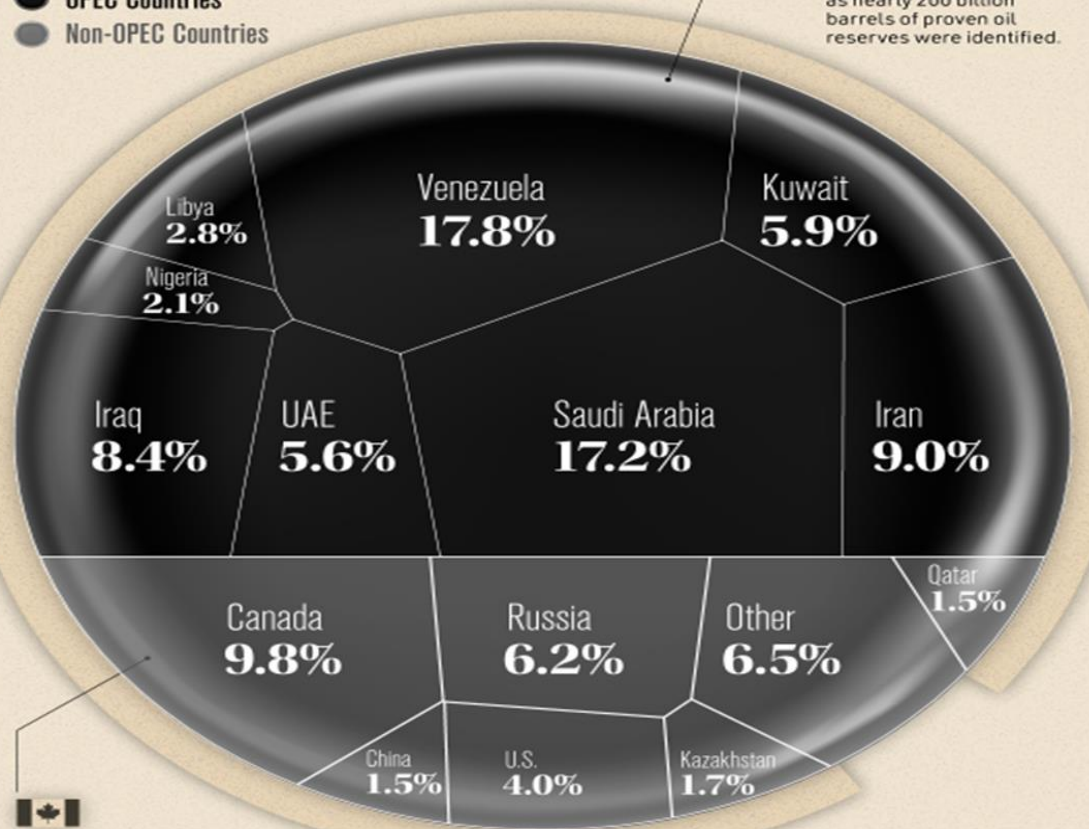 OPEC Countries
Non-OPEC Countries
as nearly 200 billion
barrels of proven oil
reserves were identified.
Venezuela
17.8%
Kuwait
5.9%
Libya
2.8%
Nigeria
2.1%
Iraq
8.4%
UAE
5.6%
Saudi Arabia
17.2%
Iran
9.0%
Canada
9.8%
Russia
6.2%
Other
6.5%
Qatar
1.5%
China
1.5%
U.S.
4.0%
Kazakhstan
1.7%